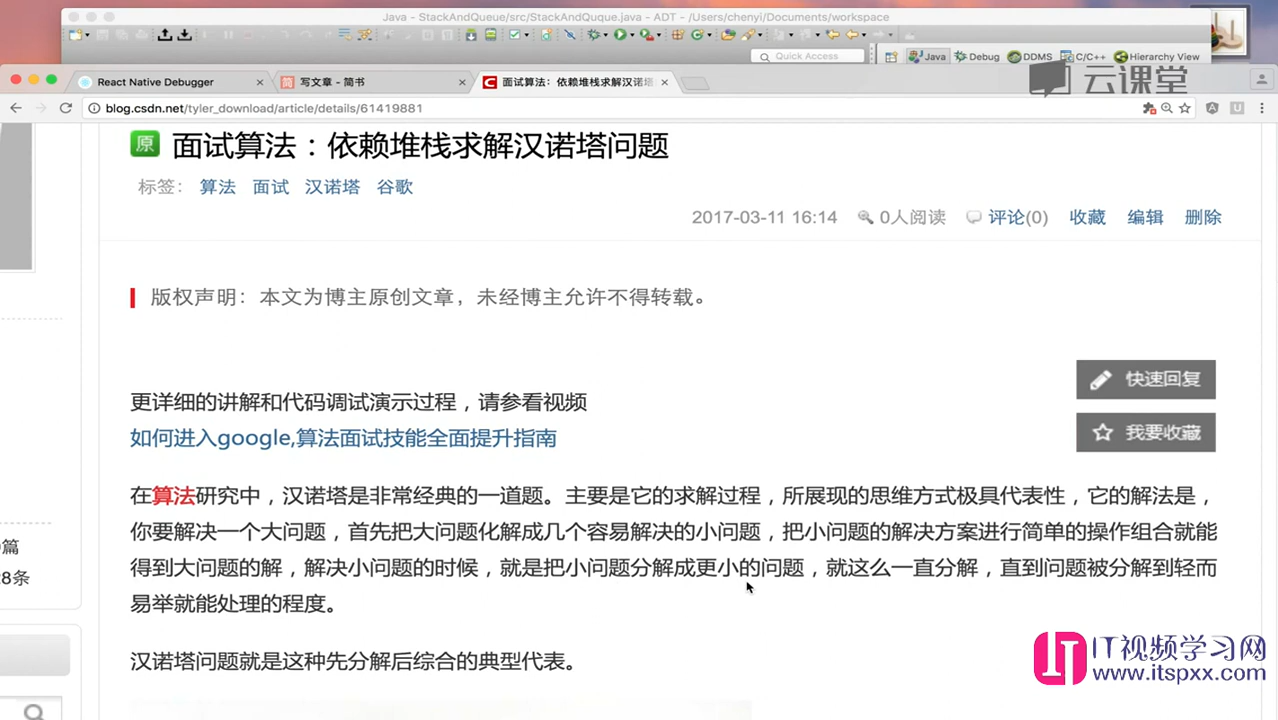 Java - StackAndQueue/src/StackAndQuque.java - ADT - /Users/chenyi/Documents/workspace
Quick Access
Java
Debug
DDMS
C/C++
Hierarchy View
云课堂
React Native Debugger
写文章 - 简书
面试算法：依赖堆栈求解汉诺塔
blog.csdn.net/tyler_download/article/details/61419881
原 面试算法：依赖堆栈求解汉诺塔问题
标签： 算法 面试 汉诺塔 谷歌
2017-03-11 16:14 0人阅读 评论(0) 收藏 编辑 删除
版权声明：本文为博主原创文章，未经博主允许不得转载。
快速回复
我要收藏
更详细的讲解和代码调试演示过程，请参看视频
如何进入google,算法面试技能全面提升指南
在算法研究中，汉诺塔是非常经典的一道题。主要是它的求解过程，所展现的思维方式极具代表性，它的解法是，
你要解决一个大问题，首先把大问题化解成几个容易解决的小问题，把小问题的解决方案进行简单的操作组合就能
得到大问题的解，解决小问题的时候，就是把小问题分解成更小的问题，就这么一直分解，直到问题被分解到轻而
易举就能处理的程度。
汉诺塔问题就是这种先分解后综合的典型代表。
篇
8条
IT视频学习网
www.itspxx.com